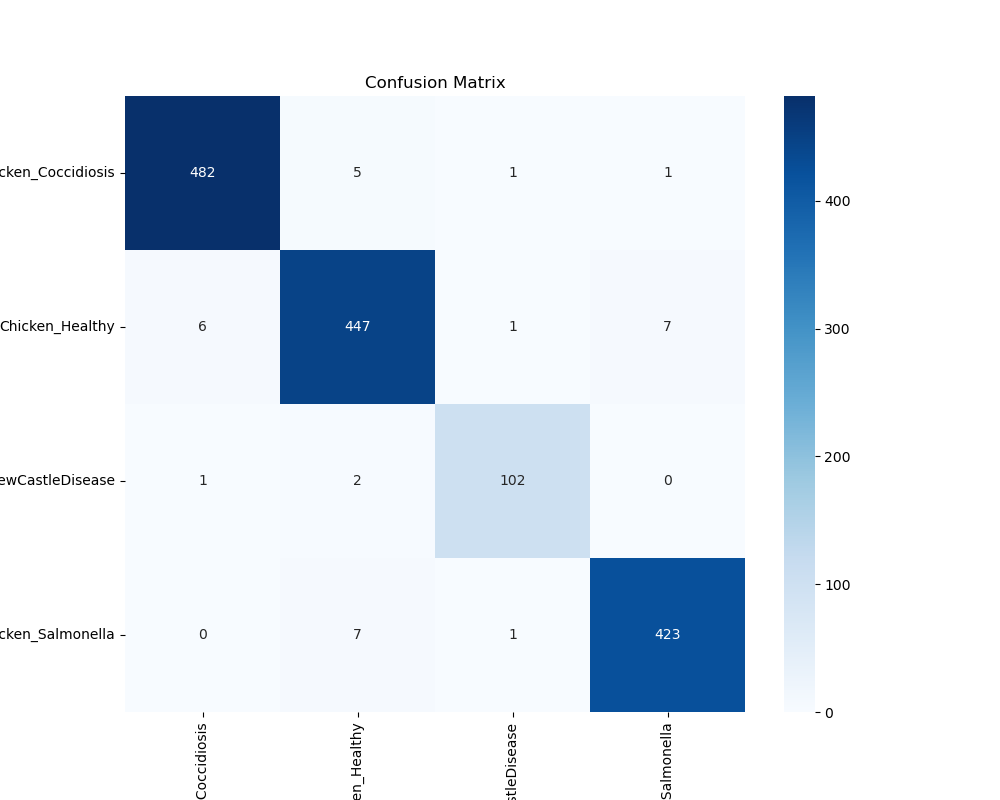 Confusion Matrix
cken_Coccidiosis 482 5 1 1
Chicken_Healthy 6 447 1 7
ewCastleDisease 1 2 102 0
cken_Salmonella 0 7 1 423
Coccidiosis
en_Healthy
stleDisease
Salmonella
400
300
200
100
0